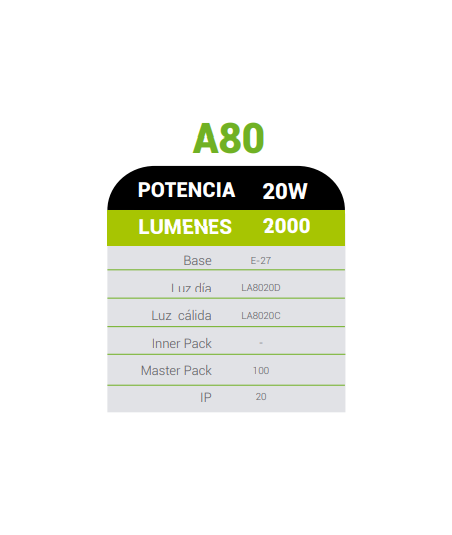 A80
POTENCIA 20W
LUMENES 2000
Base E-27
Luz día LA8020D
Luz cálida LA8020C
Inner Pack -
Master Pack 100
IP 20